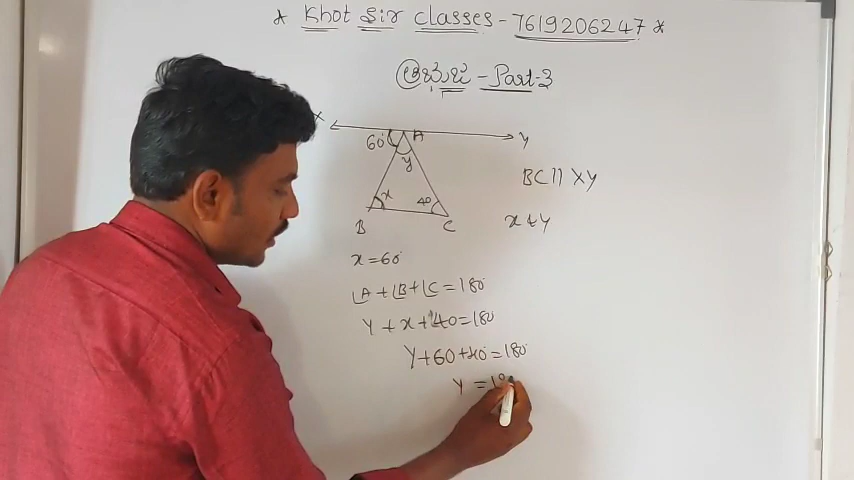 * Khot Sir Classes - 7619206247 *
- Part-3
X
Y
60° A
y
BC || XY
x
40
B
C
x & y
x = 60°
∠A + ∠B + ∠C = 180°
y + x + 40 = 180
y + 60 + 40 = 180°
y =